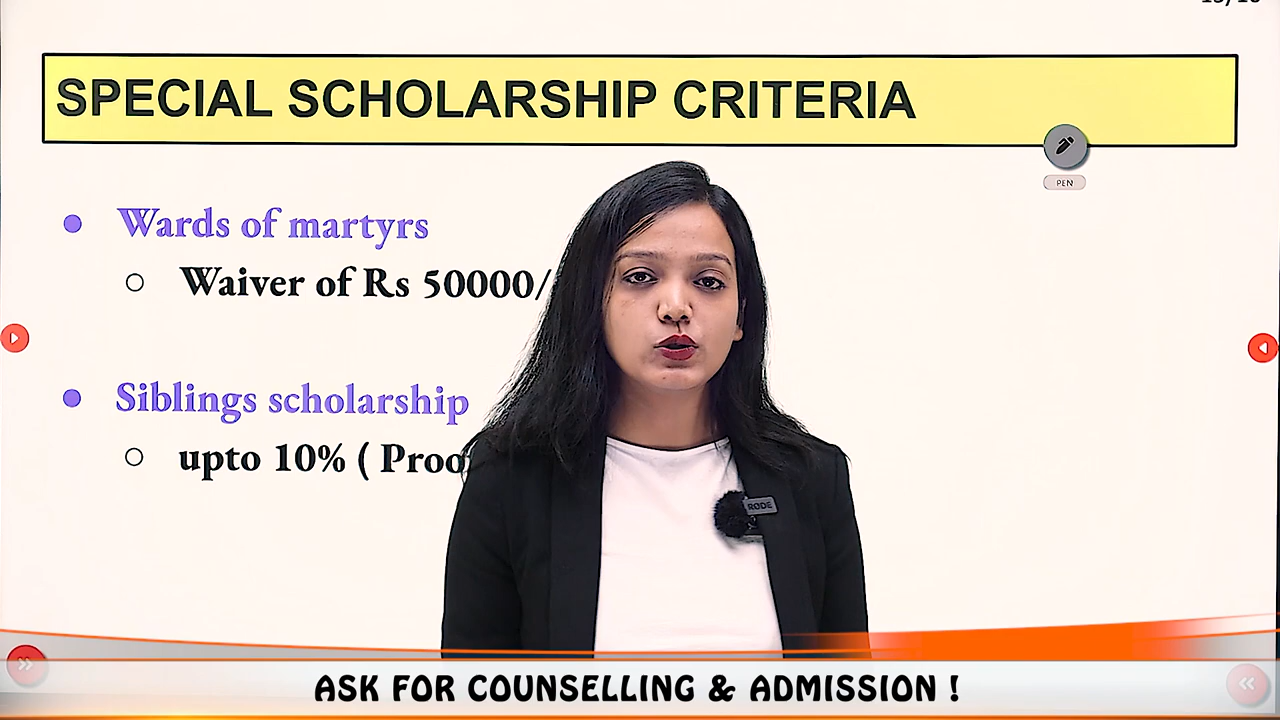 SPECIAL SCHOLARSHIP CRITERIA
PEN
Wards of martyrs
Waiver of Rs 50000/
Siblings scholarship
upto 10% ( Proo
RODE
ASK FOR COUNSELLING & ADMISSION !